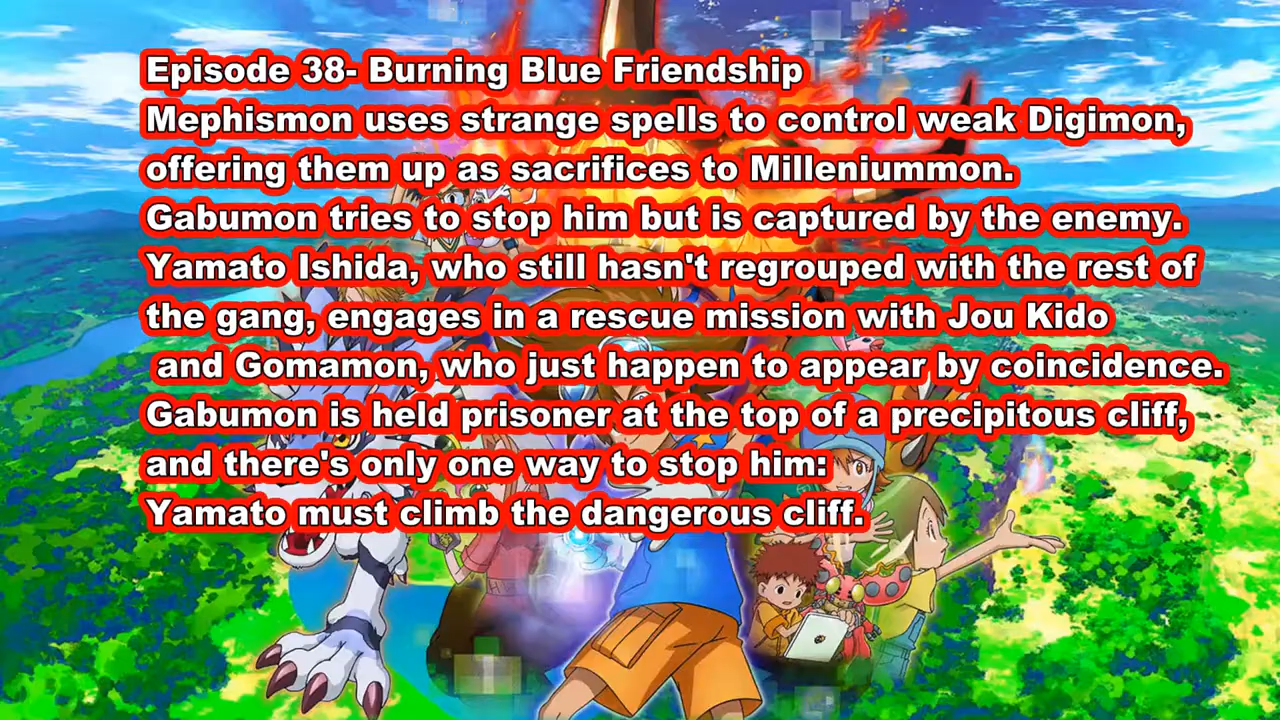 Episode 38- Burning Blue Friendship
Mephismon uses strange spells to control weak Digimon,
offering them up as sacrifices to Milleniummon.
Gabumon tries to stop him but is captured by the enemy.
Yamato Ishida, who still hasn't regrouped with the rest of
the gang, engages in a rescue mission with Jou Kido
and Gomamon, who just happen to appear by coincidence.
Gabumon is held prisoner at the top of a precipitous cliff,
and there's only one way to stop him:
Yamato must climb the dangerous cliff.